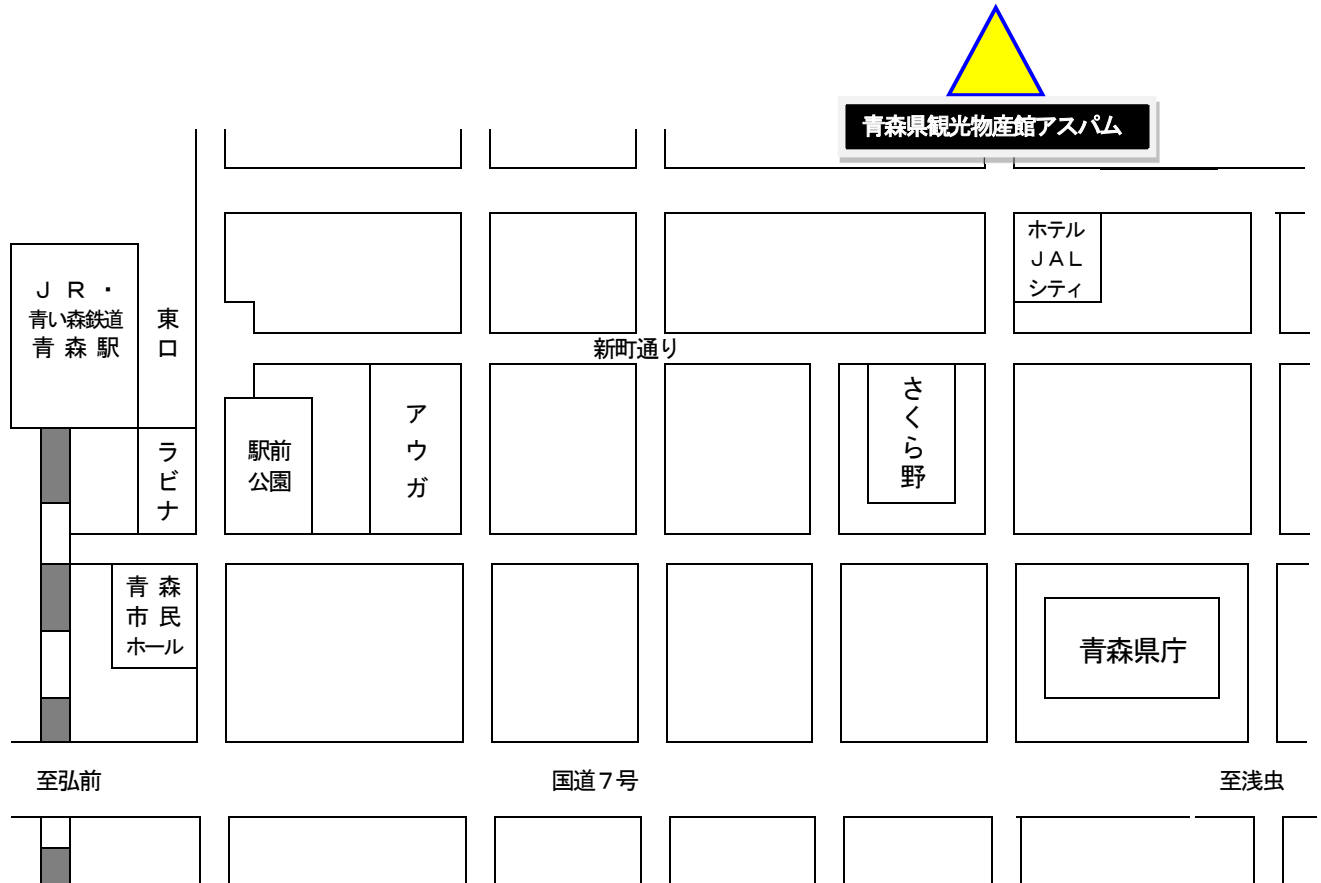 青森県観光物産館アスパム
ホテル
ＪＡＬ
シティ
ＪＲ・
青い森鉄道
青森駅
東口
新町通り
さくら野
アウガ
駅前
公園
ラビナ
青森
市民
ホール
青森県庁
至弘前
国道７号
至浅虫